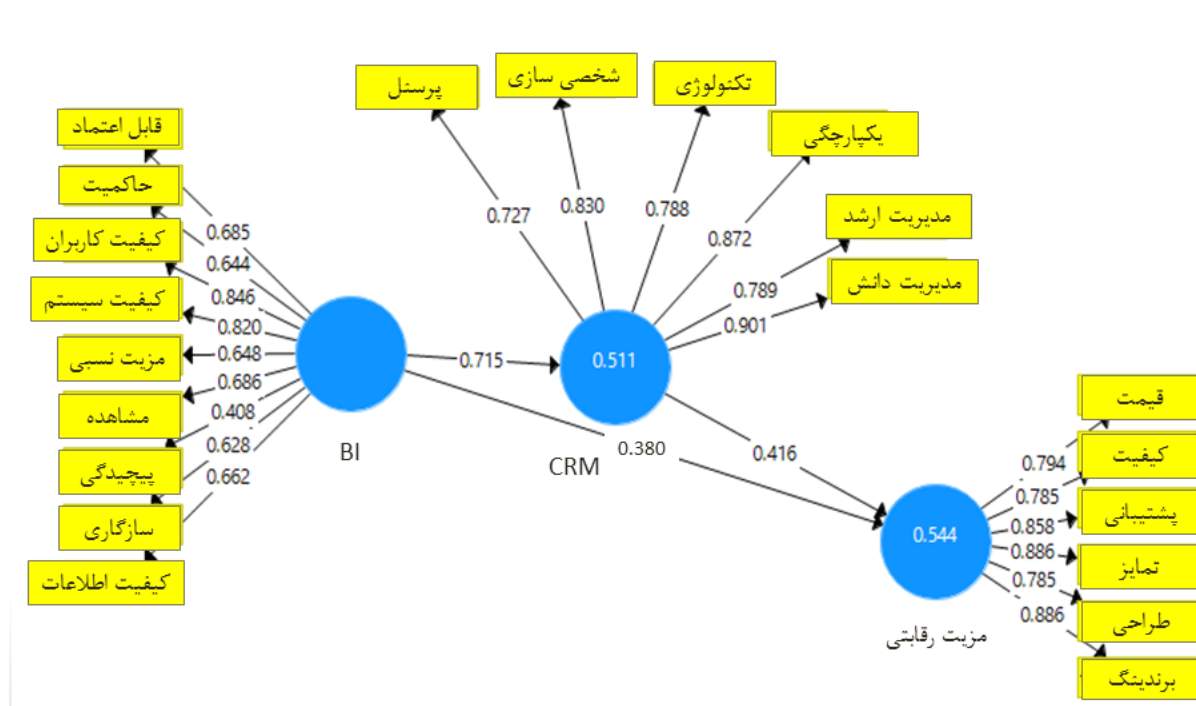 پرسنل
شخصی سازی
تکنولوژی
یکپارچگی
مدیریت ارشد
مدیریت دانش
0.727
0.830
0.788
0.872
0.789
0.901
قابل اعتماد
حاکمیت
کیفیت کاربران
کیفیت سیستم
مزیت نسبی
مشاهده
پیچیدگی
سازگاری
کیفیت اطلاعات
0.685
0.644
0.846
0.820
0.648
0.686
0.408
0.628
0.662
BI
0.715
0.511
CRM
0.380
0.416
0.544
مزیت رقابتی
0.794
0.785
0.858
0.886
0.785
0.886
قیمت
کیفیت
پشتیبانی
تمایز
طراحی
برندینگ